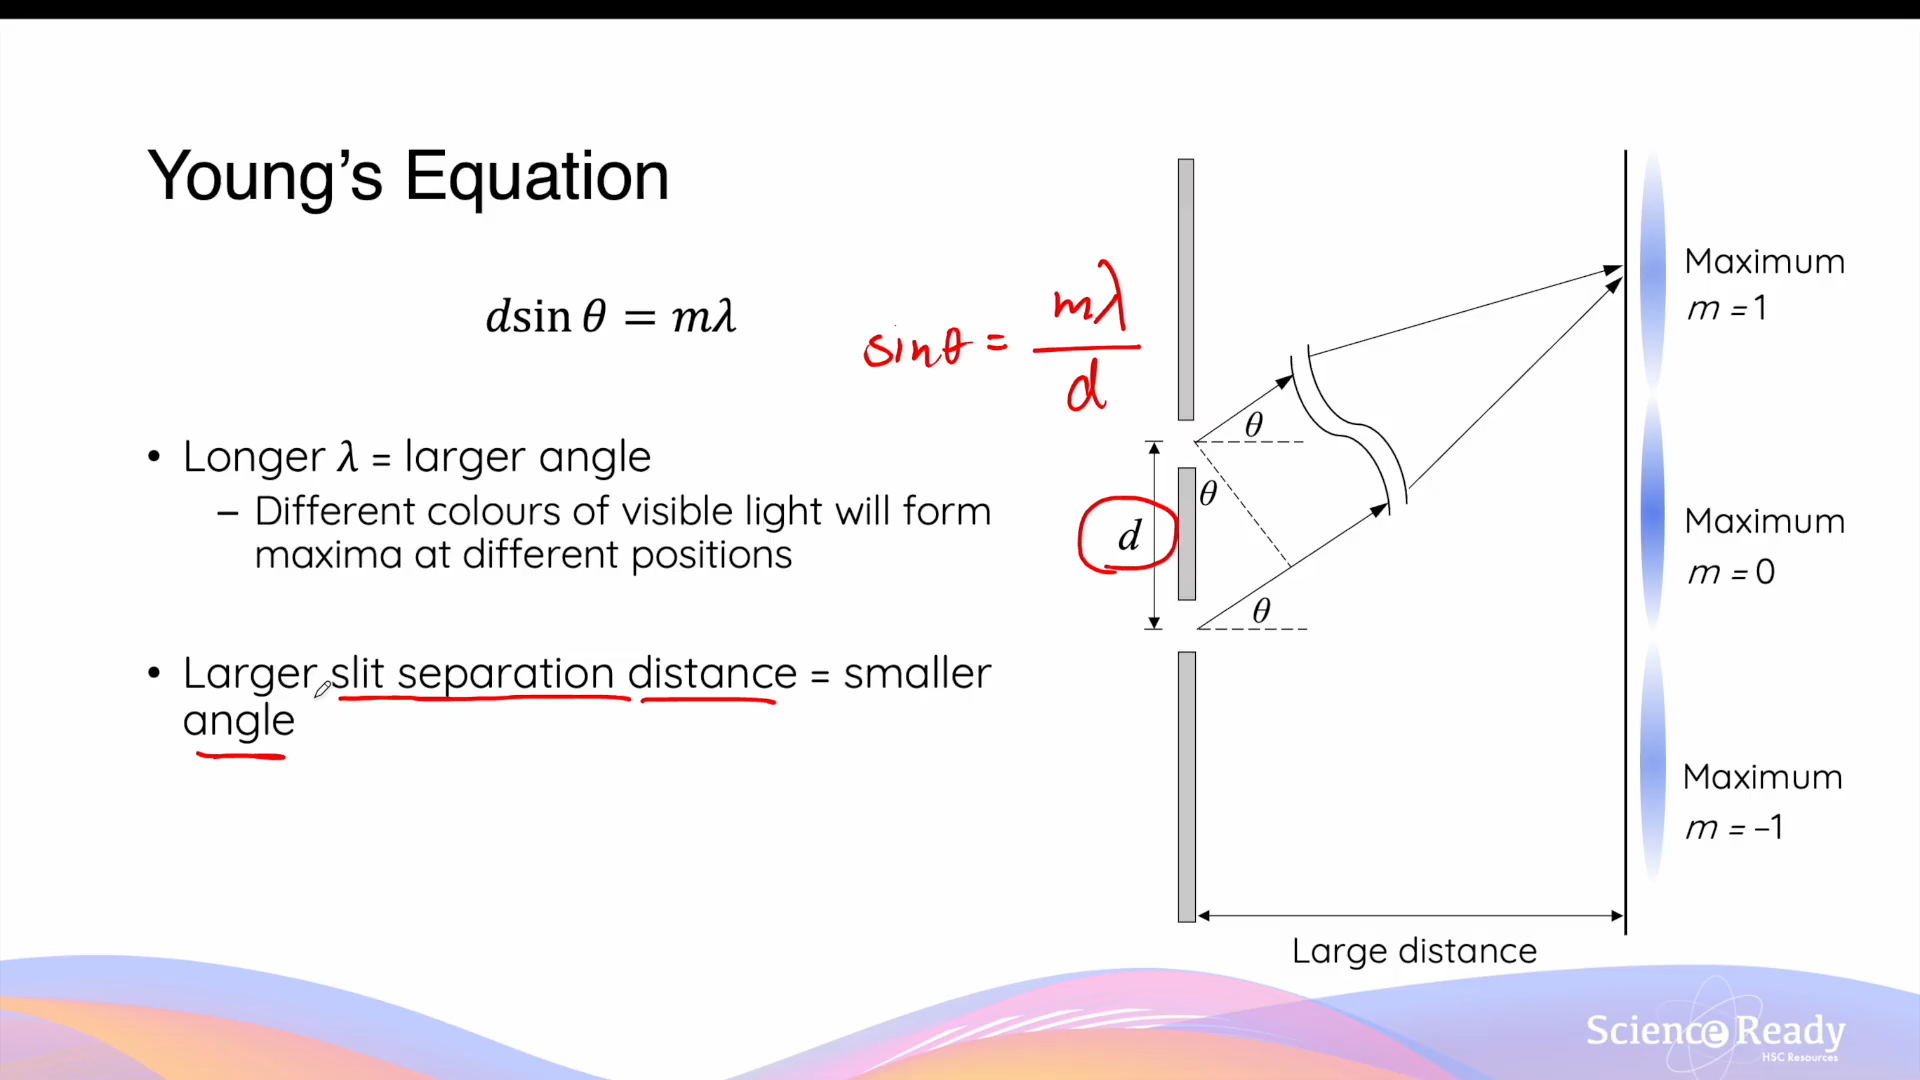 Young's Equation
dsin θ = mλ
sinθ = mλ/d
• Longer λ = larger angle
– Different colours of visible light will form
maxima at different positions
• Larger slit separation distance = smaller
angle
θ
θ
d
θ
Maximum
m = 1
Maximum
m = 0
Maximum
m = –1
Large distance
Science Ready
HSC Resources